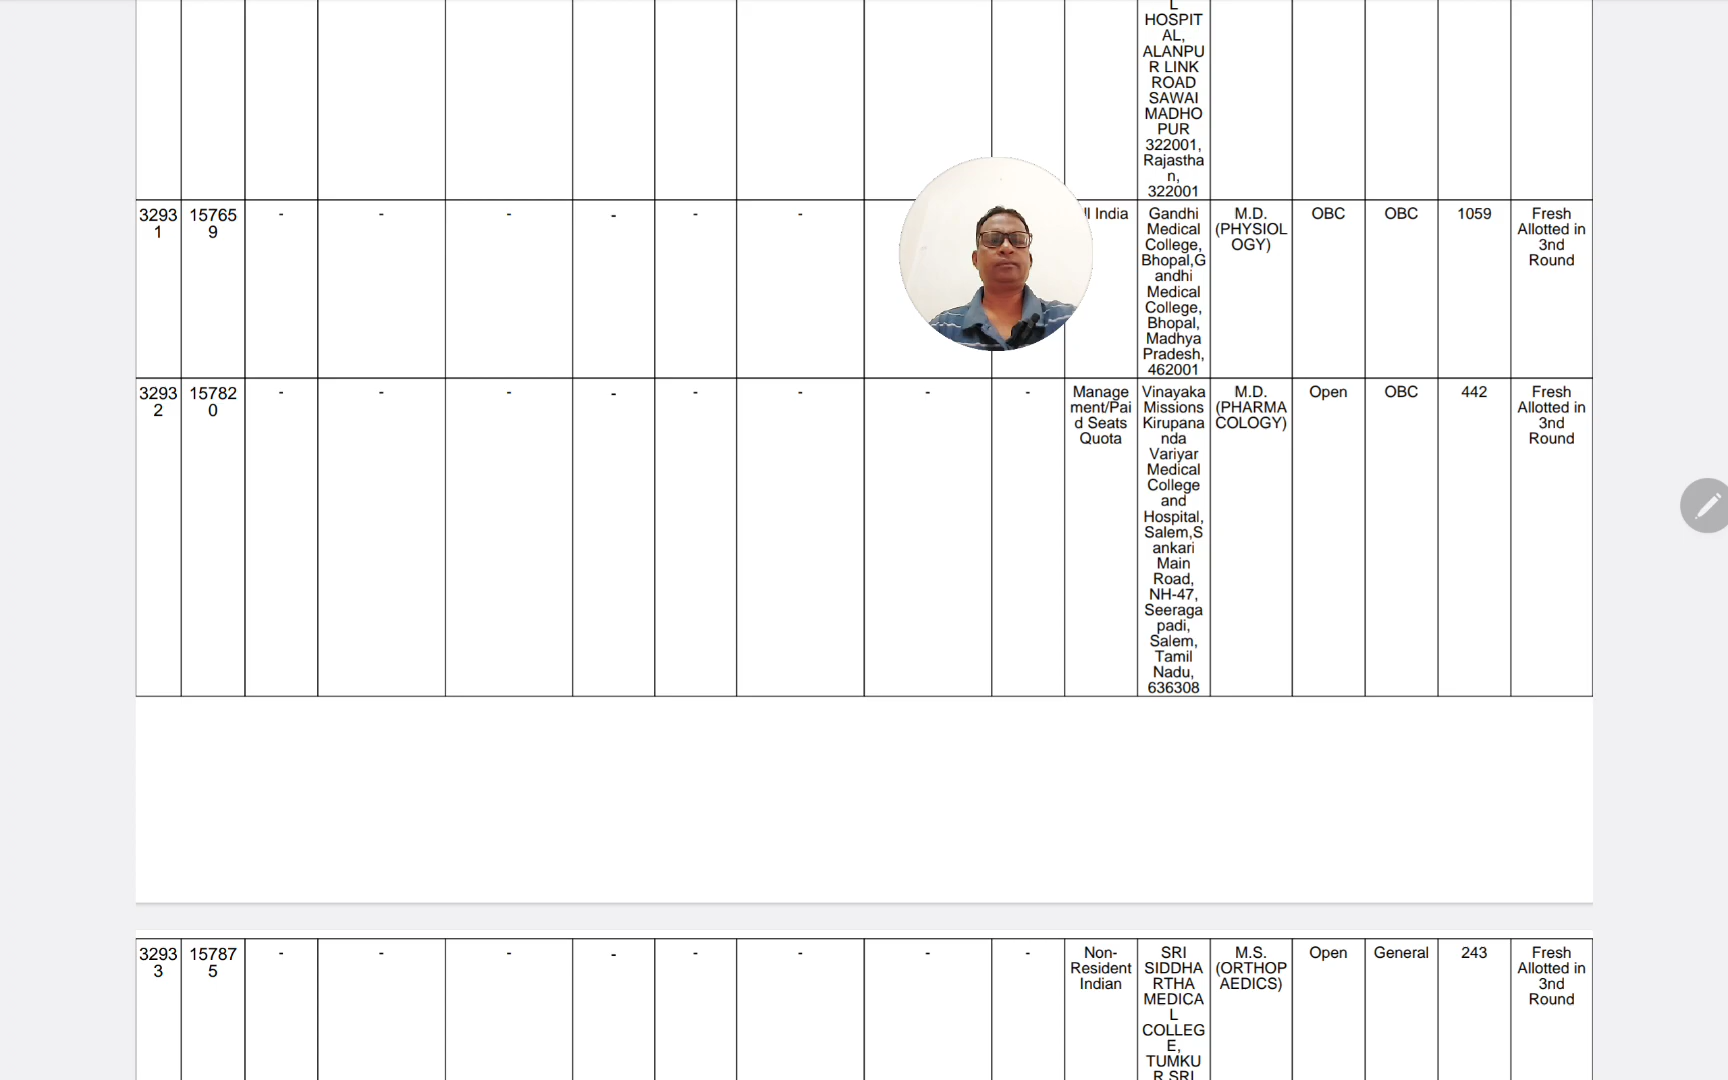 L
HOSPIT
AL,
ALANPU
R LINK
ROAD
SAWAI
MADHO
PUR
322001,
Rajastha
n,
322001
3293
1
15765
9
-
-
-
-
-
-
ll India
Gandhi
Medical
College,
Bhopal,G
andhi
Medical
College,
Bhopal,
Madhya
Pradesh,
462001
M.D.
(PHYSIOL
OGY)
OBC
OBC
1059
Fresh
Allotted in
3nd
Round
3293
2
15782
0
-
-
-
-
-
-
-
-
Manage
ment/Pai
d Seats
Quota
Vinayaka
Missions
Kirupana
nda
Variyar
Medical
College
and
Hospital,
Salem,S
ankari
Main
Road,
NH-47,
Seeraga
padi,
Salem,
Tamil
Nadu,
636308
M.D.
(PHARMA
COLOGY)
Open
OBC
442
Fresh
Allotted in
3nd
Round
3293
3
15787
5
-
-
-
-
-
-
-
-
Non-
Resident
Indian
SRI
SIDDHA
RTHA
MEDICA
L
COLLEG
E,
TUMKU
R SRI
M.S.
(ORTHOP
AEDICS)
Open
General
243
Fresh
Allotted in
3nd
Round